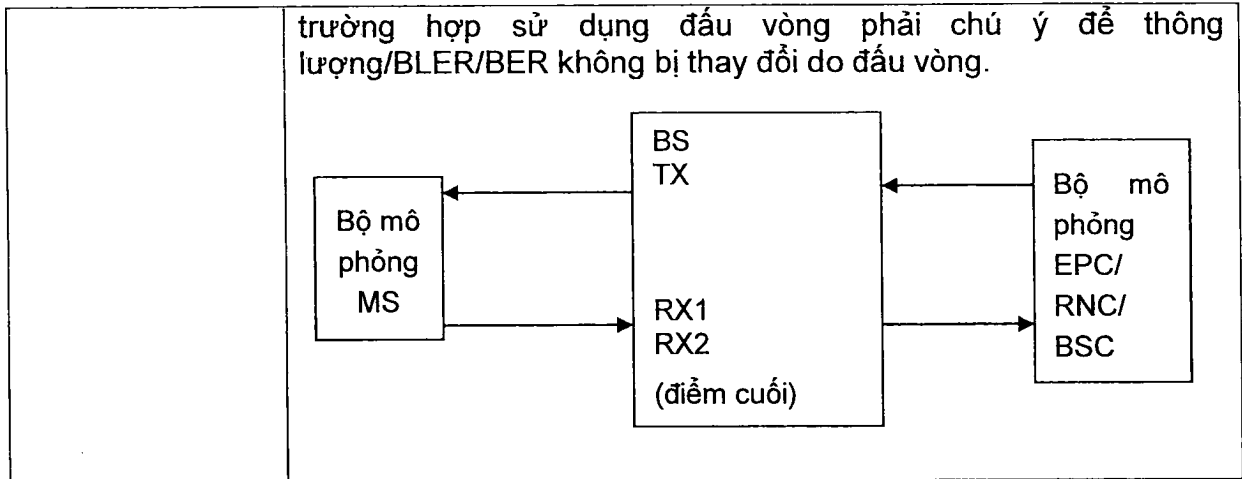 trường hợp sử dụng đấu vòng phải chú ý để thông
lượng/BLER/BER không bị thay đổi do đấu vòng.
Bộ mô
phỏng
MS
BS
TX
RX1
RX2
(điểm cuối)
Bộ mô
phỏng
EPC/
RNC/
BSC